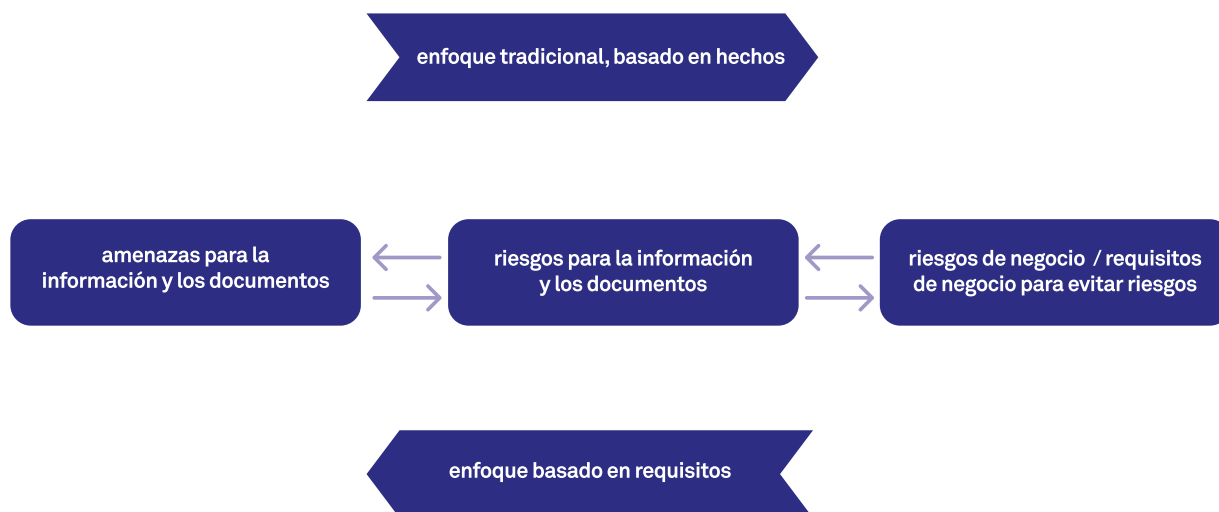 enfoque tradicional, basado en hechos
amenazas para la
información y los documentos
riesgos para la información
y los documentos
riesgos de negocio / requisitos
de negocio para evitar riesgos
enfoque basado en requisitos